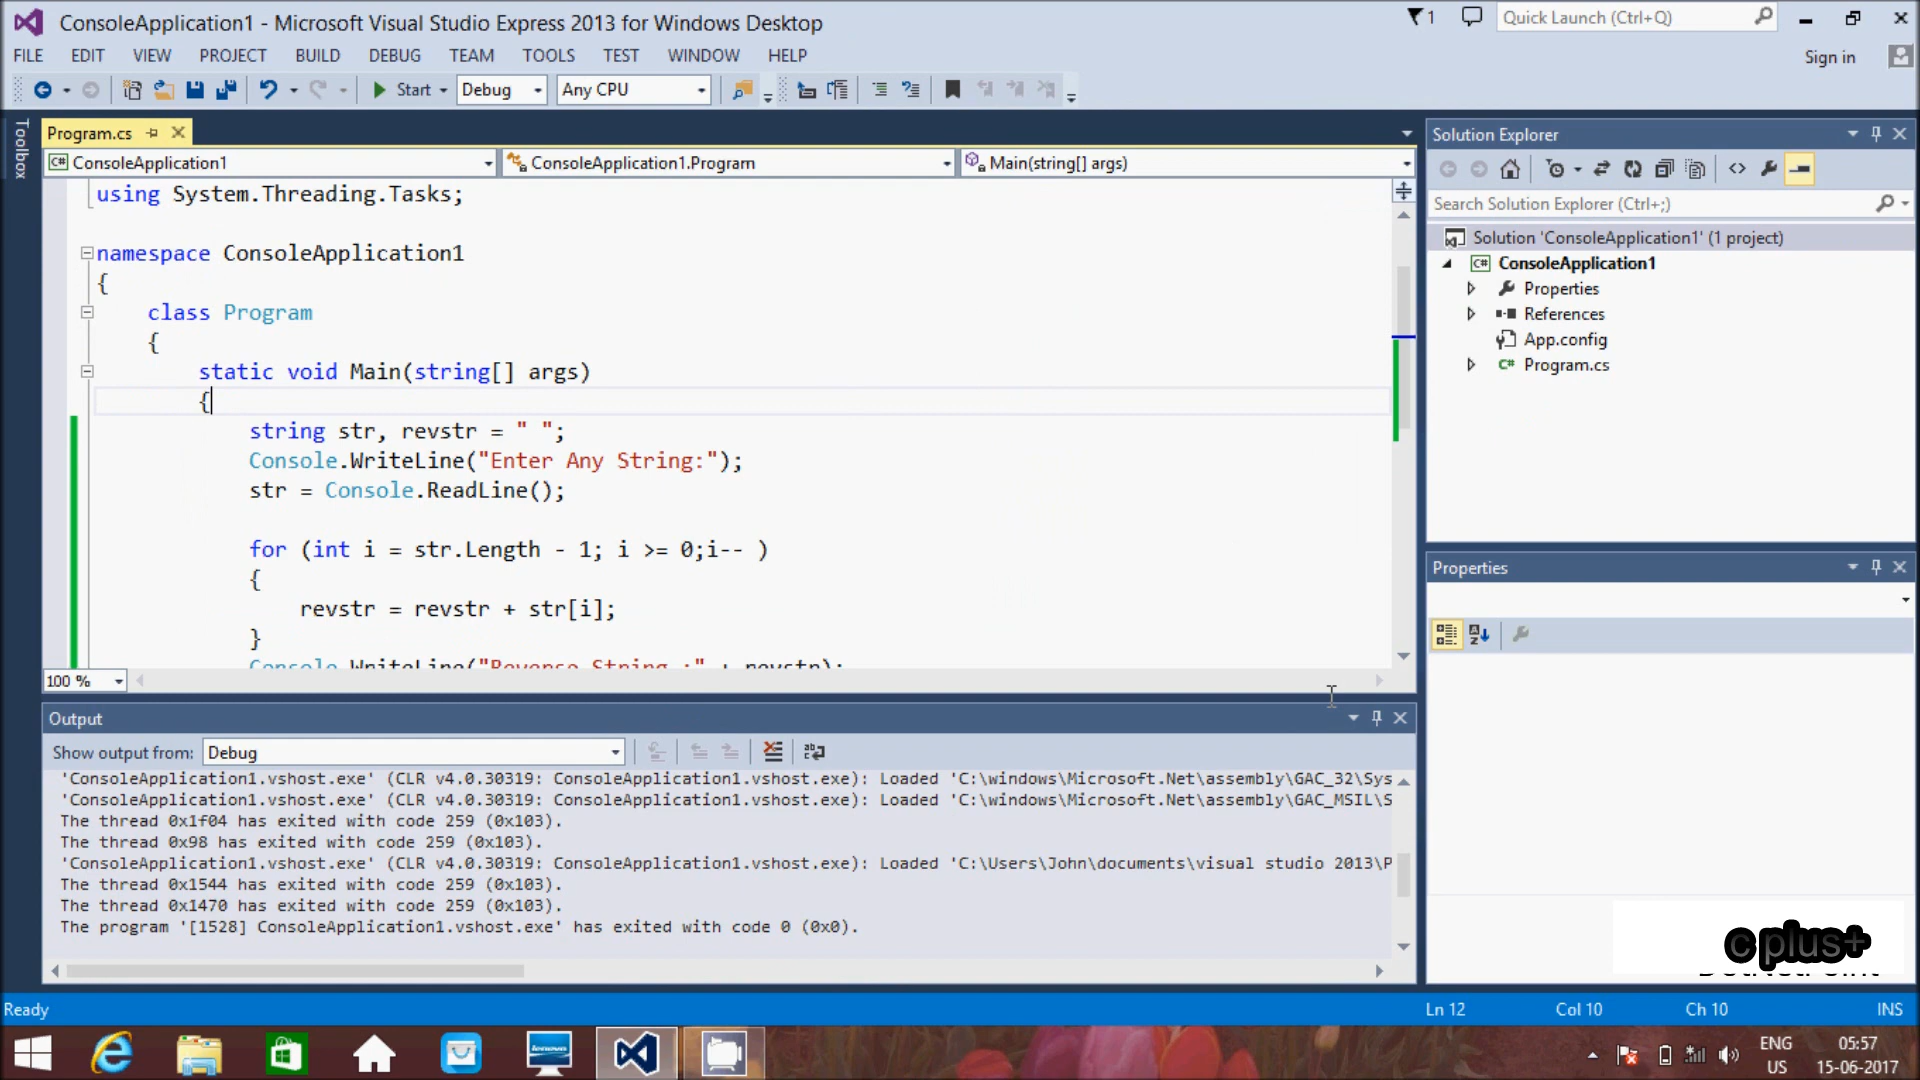 ConsoleApplication1 - Microsoft Visual Studio Express 2013 for Windows Desktop
1
Quick Launch (Ctrl+Q)
FILE EDIT VIEW PROJECT BUILD DEBUG TEAM TOOLS TEST WINDOW HELP
Sign in
Start Debug Any CPU
Toolbox
Program.cs
ConsoleApplication1 ConsoleApplication1.Program Main(string[] args)
using System.Threading.Tasks;
namespace ConsoleApplication1
{
class Program
{
static void Main(string[] args)
{
string str, revstr = " ";
Console.WriteLine("Enter Any String:");
str = Console.ReadLine();
for (int i = str.Length - 1; i >= 0;i-- )
{
revstr = revstr + str[i];
}
Console.WriteLine("Reverse String :" + revstr);
100 %
Output
Show output from: Debug
'ConsoleApplication1.vshost.exe' (CLR v4.0.30319: ConsoleApplication1.vshost.exe): Loaded 'C:\windows\Microsoft.Net\assembly\GAC_32\Sys
'ConsoleApplication1.vshost.exe' (CLR v4.0.30319: ConsoleApplication1.vshost.exe): Loaded 'C:\windows\Microsoft.Net\assembly\GAC_MSIL\S
The thread 0x1f04 has exited with code 259 (0x103).
The thread 0x98 has exited with code 259 (0x103).
'ConsoleApplication1.vshost.exe' (CLR v4.0.30319: ConsoleApplication1.vshost.exe): Loaded 'C:\Users\John\documents\visual studio 2013\P
The thread 0x1544 has exited with code 259 (0x103).
The thread 0x1470 has exited with code 259 (0x103).
The program '[1528] ConsoleApplication1.vshost.exe' has exited with code 0 (0x0).
Solution Explorer
Search Solution Explorer (Ctrl+;)
Solution 'ConsoleApplication1' (1 project)
ConsoleApplication1
Properties
References
App.config
Program.cs
Properties
c plus+
Ready
Ln 12 Col 10 Ch 10 INS
ENG
US
05:57
15-06-2017